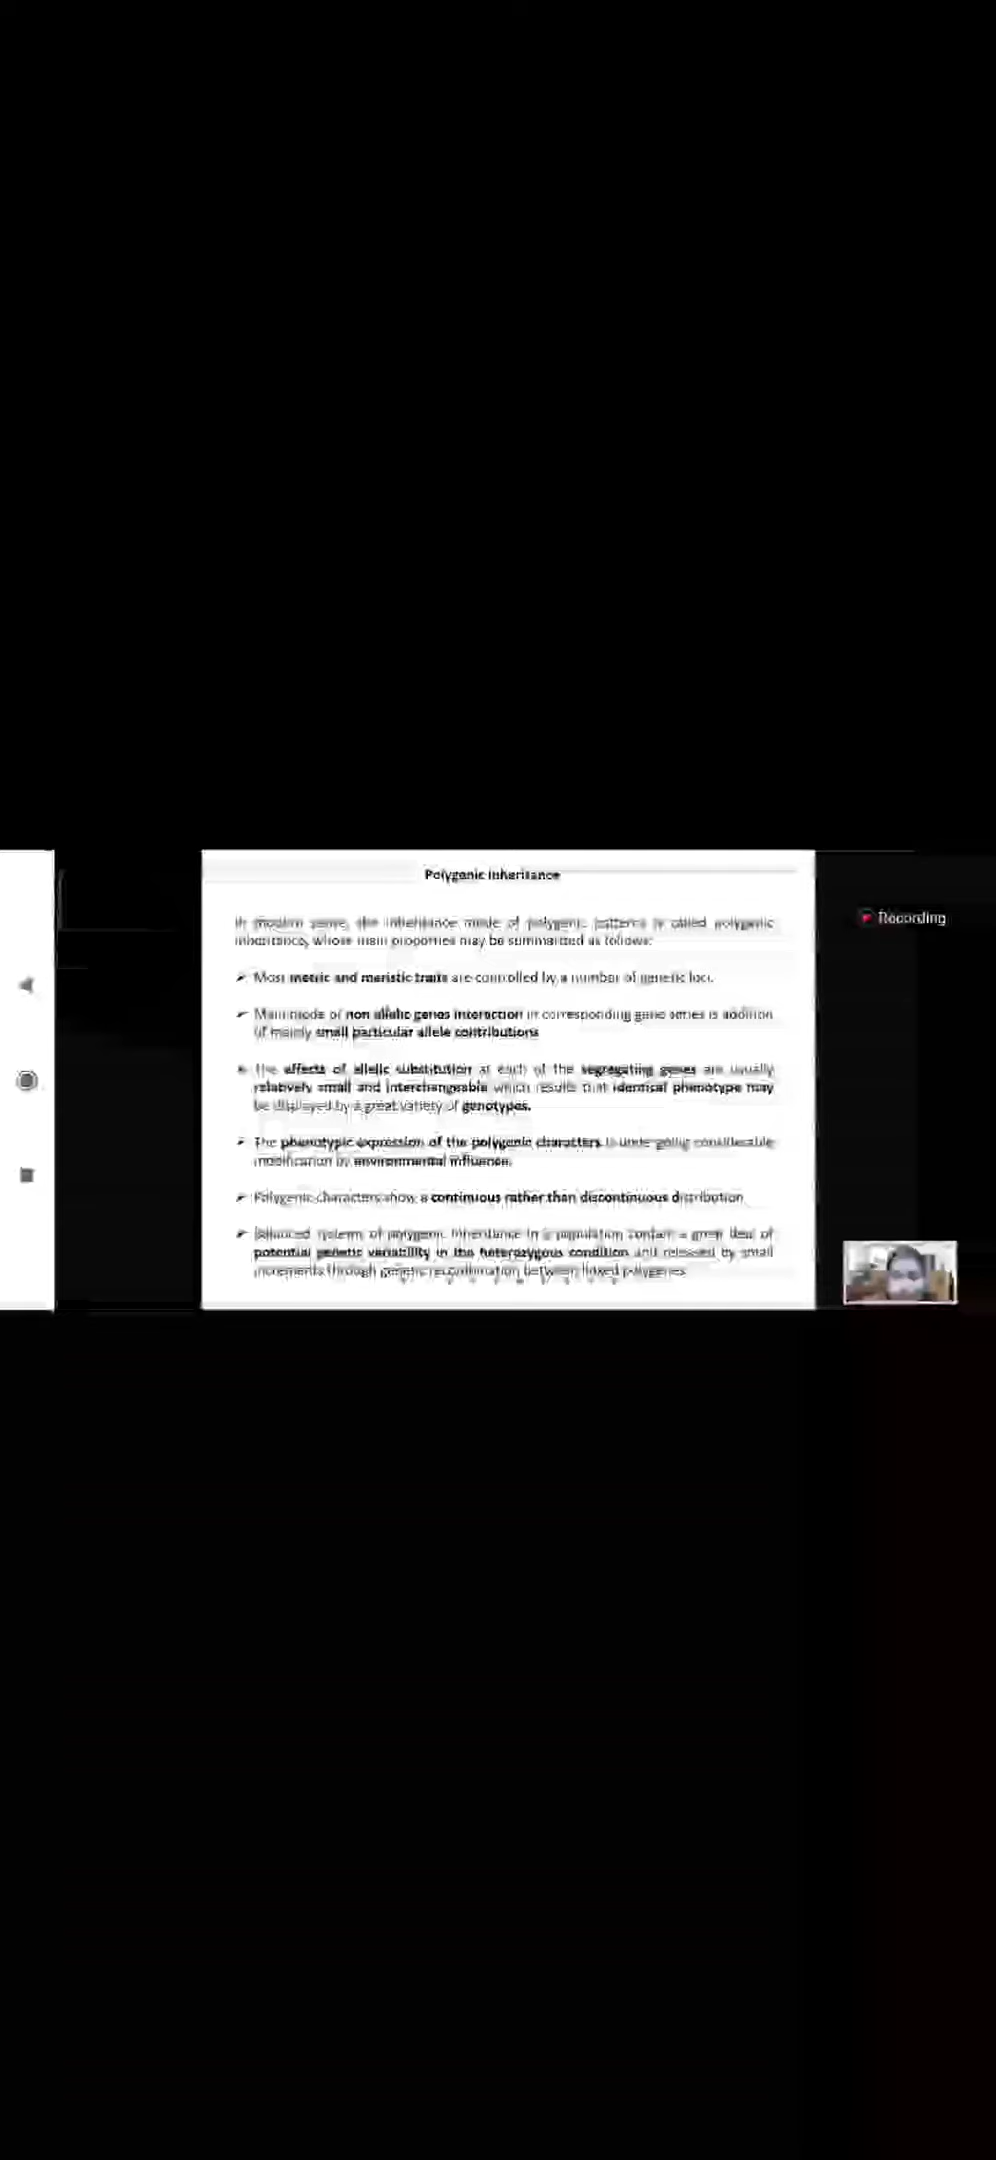 Polygenic Inheritance
In modern sense, the inheritance mode of polygenic patterns is called polygenic
inheritance, whose main properties may be summarized as follows:
Most metric and meristic traits are controlled by a number of genetic loci.
Main mode of non allelic genes interaction in corresponding gene series is addition
of mainly small particular allele contributions
The effects of allelic substitution at each of the segregating genes are usually
relatively small and interchangeable which results that identical phenotype may
be displayed by a great variety of genotypes.
The phenotypic expression of the polygenic characters is undergoing considerable
modification by environmental influence.
Polygenic characters show a continuous rather than discontinuous distribution
Balanced systems of polygenic inheritance in a population contain a great deal of
potential genetic variability in the heterozygous condition and released by small
increments through genetic recombination between linked polygenes
Recording